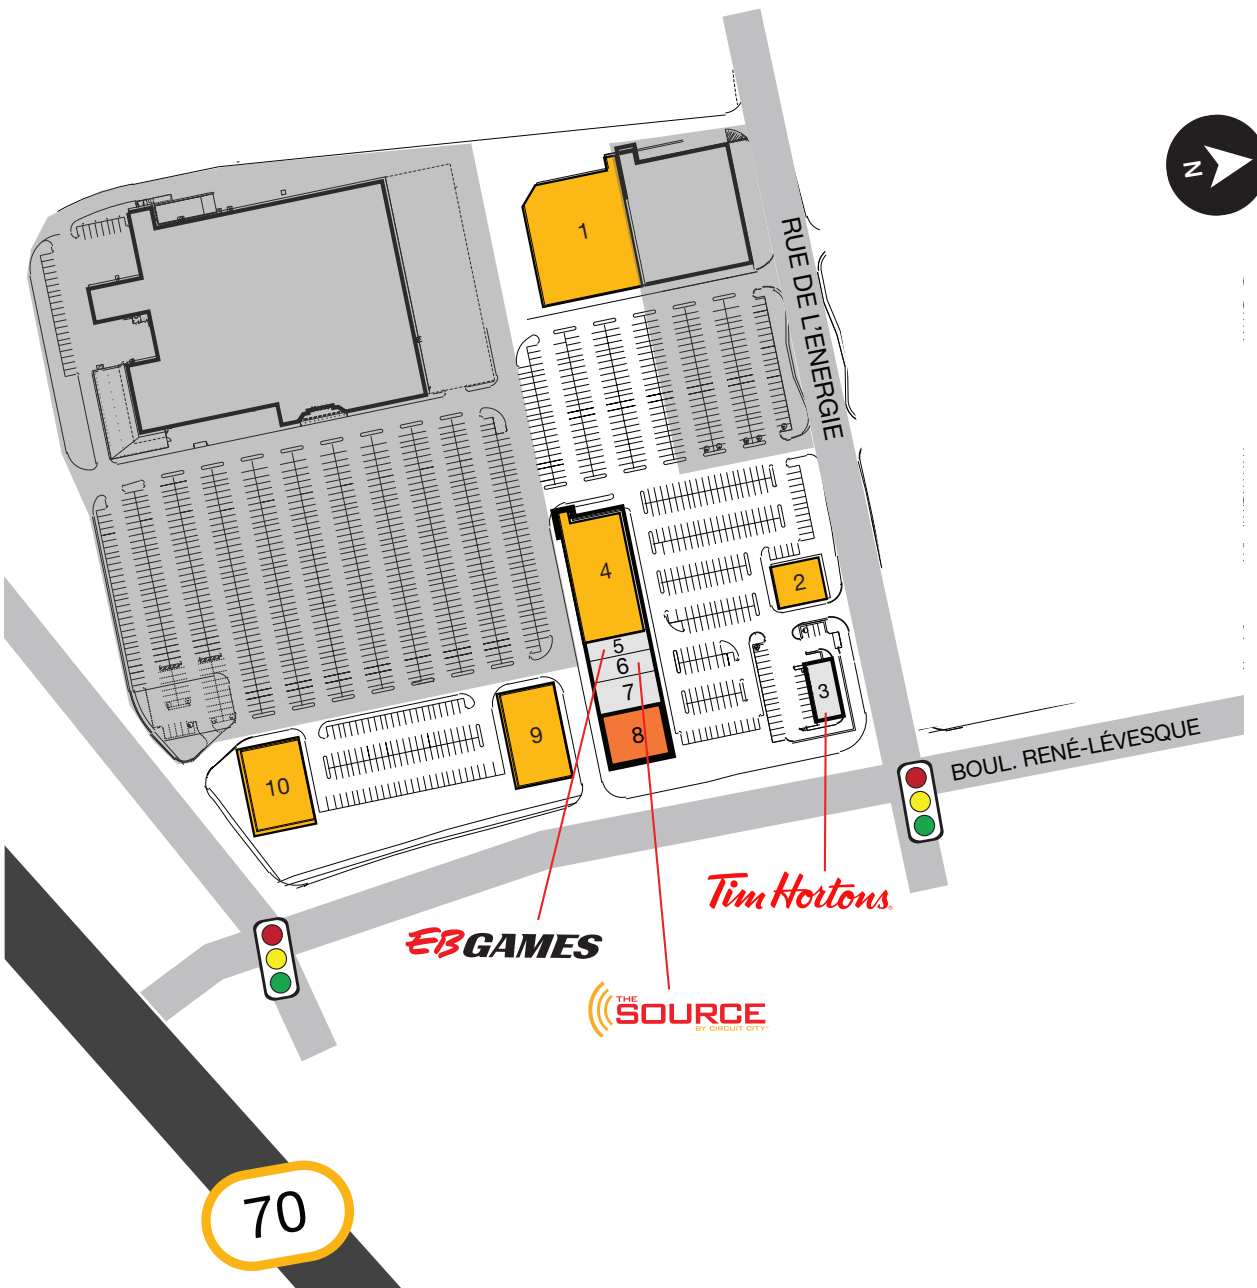 N
1
RUE DE L'ENERGIE
4
2
5
6
7
3
8
9
10
BOUL. RENÉ-LÉVESQUE
Tim Hortons.
EB GAMES
THE
SOURCE
BY CIRCUIT CITY
70